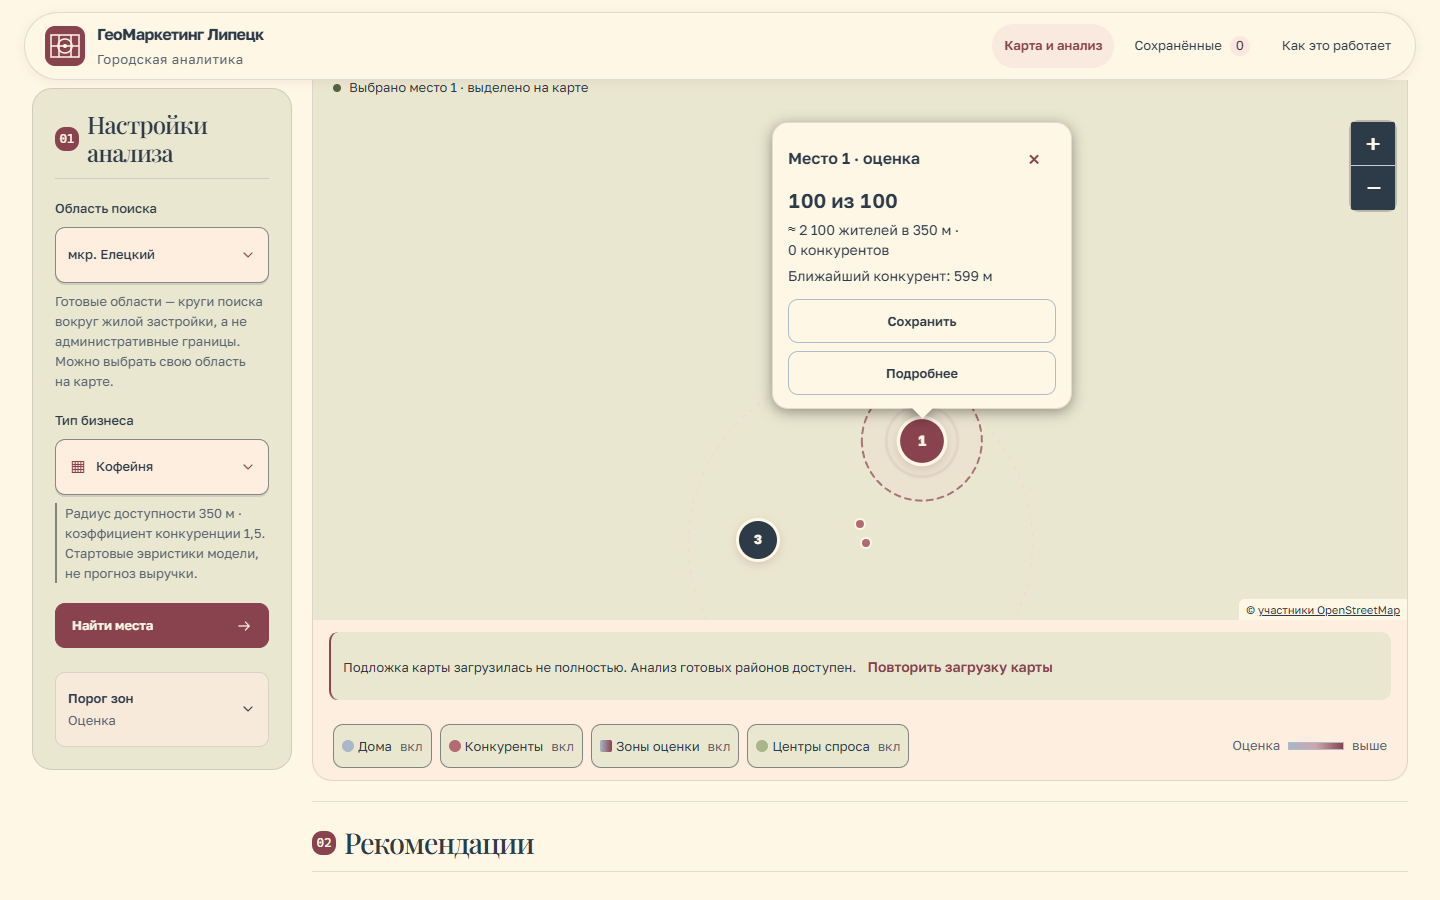 ГеоМаркетинг Липецк
Городская аналитика
Карта и анализ
Сохранённые 0
Как это работает
01 Настройки
анализа
Область поиска
мкр. Елецкий
Готовые области — круги поиска
вокруг жилой застройки, а не
административные границы.
Можно выбрать свою область
на карте.
Тип бизнеса
Кофейня
Радиус доступности 350 м ·
коэффициент конкуренции 1,5.
Стартовые эвристики модели,
не прогноз выручки.
Найти места →
Порог зон
Оценка
Выбрано место 1 · выделено на карте
Место 1 · оценка ×
100 из 100
≈ 2 100 жителей в 350 м ·
0 конкурентов
Ближайший конкурент: 599 м
Сохранить
Подробнее
+
−
1
3
© участники OpenStreetMap
Подложка карты загрузилась не полностью. Анализ готовых районов доступен. Повторить загрузку карты
Дома вкл
Конкуренты вкл
Зоны оценки вкл
Центры спроса вкл
Оценка выше
02 Рекомендации